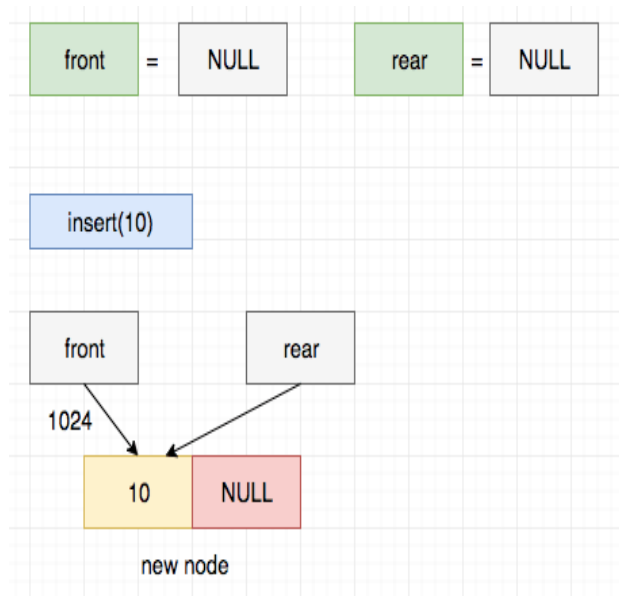 front = NULL rear = NULL
insert(10)
front rear
1024
10 NULL
new node